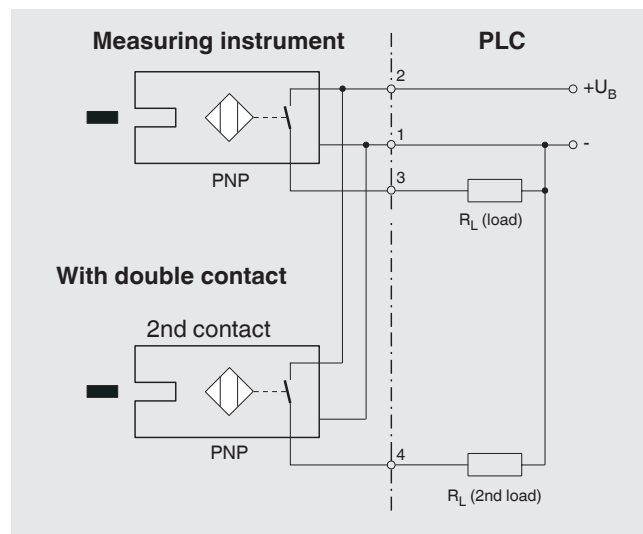 Measuring instrument
PLC
2
+U_B
1
-
3
PNP
R_L (load)
With double contact
2nd contact
PNP
4
R_L (2nd load)